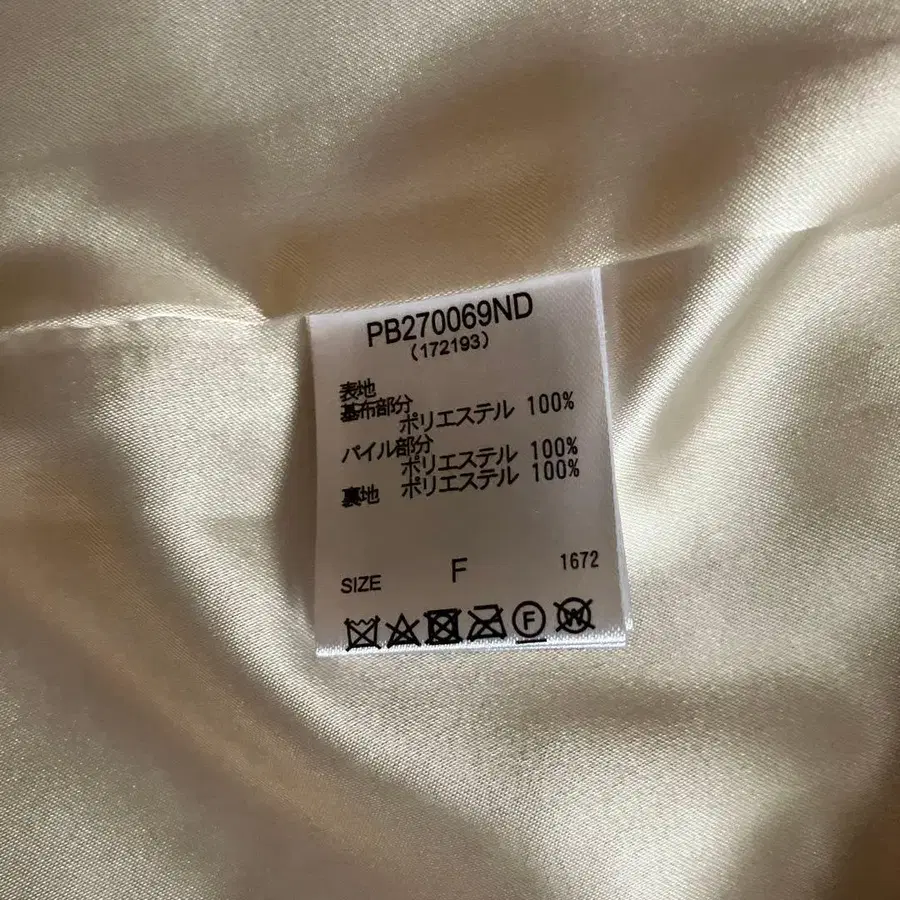 PB270069ND
(172193)
表地
基布部分
ポリエステル 100%
パイル部分
ポリエステル 100%
裏地 ポリエステル 100%
SIZE F 1672
F W